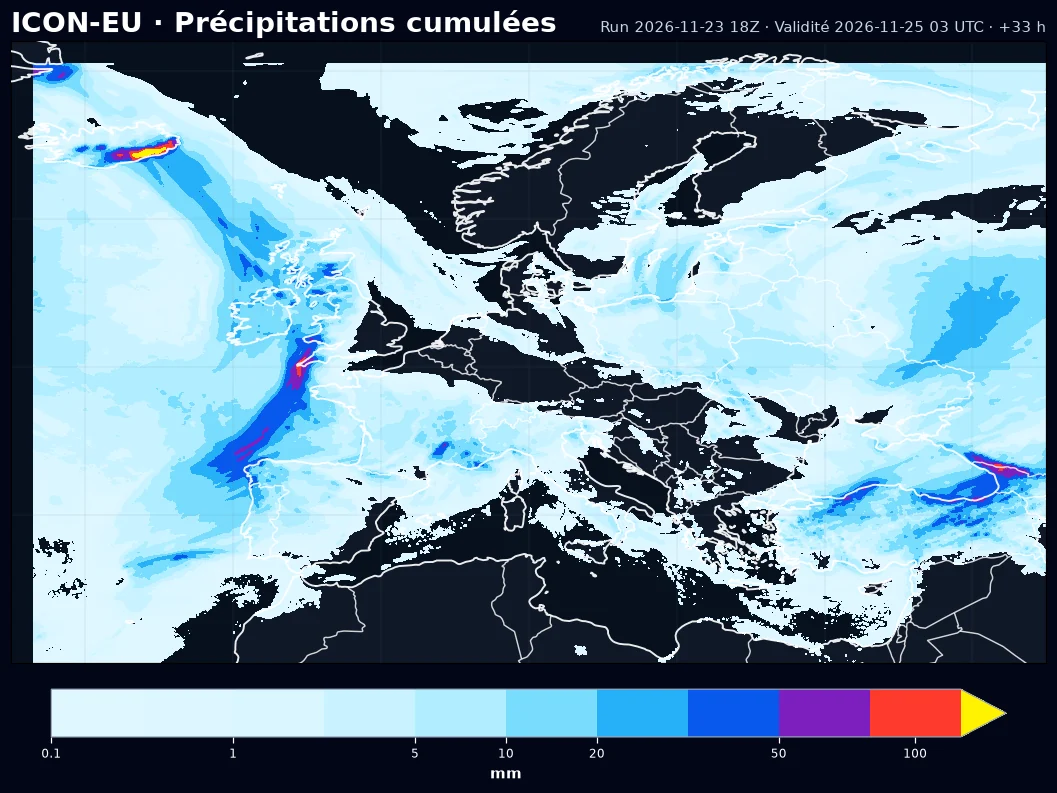 ICON-EU · Précipitations cumulées
Run 2026-11-23 18Z · Validité 2026-11-25 03 UTC · +33 h
0.1 1 5 10 20 50 100
mm